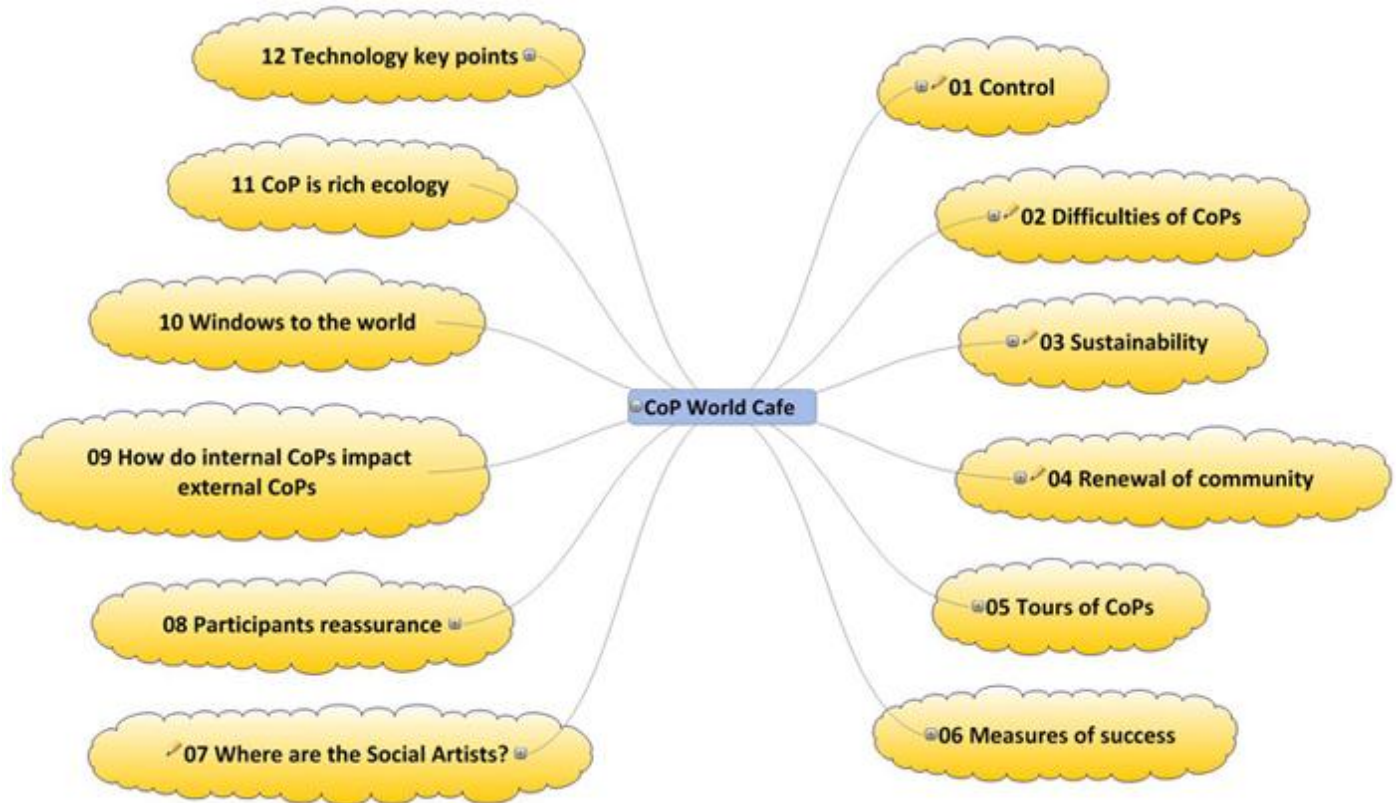 12 Technology key points
01 Control
11 CoP is rich ecology
02 Difficulties of CoPs
10 Windows to the world
03 Sustainability
CoP World Cafe
09 How do internal CoPs impact
external CoPs
04 Renewal of community
08 Participants reassurance
05 Tours of CoPs
07 Where are the Social Artists?
06 Measures of success